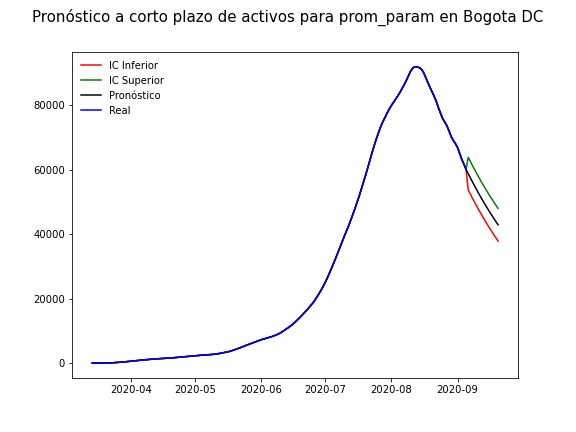 Pronóstico a corto plazo de activos para prom_param en Bogota DC
IC Inferior
IC Superior
Pronóstico
Real
80000
60000
40000
20000
0
2020-04 2020-05 2020-06 2020-07 2020-08 2020-09